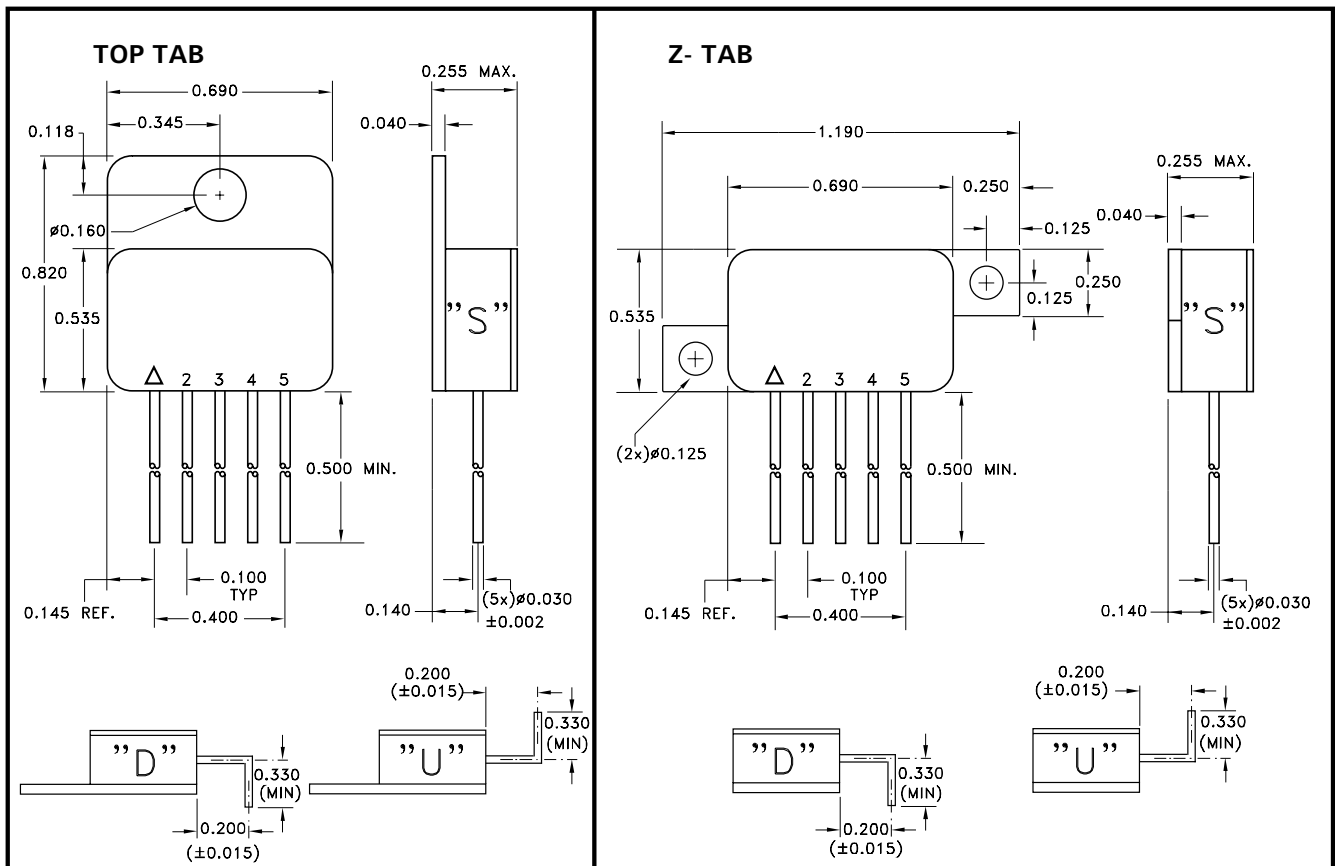 TOP TAB
0.690
0.345
0.118
ø0.160
0.820
0.535
Δ 2 3 4 5
0.500 MIN.
0.145 REF.
0.100
TYP
0.400
0.255 MAX.
0.040
"S"
0.140
(5x)ø0.030
±0.002
"D"
0.330
(MIN)
0.200
(±0.015)
0.200
(±0.015)
"U"
0.330
(MIN)
Z- TAB
1.190
0.690
0.250
0.125
0.250
0.125
0.535
Δ 2 3 4 5
(2x)ø0.125
0.500 MIN.
0.145 REF.
0.100
TYP
0.400
0.255 MAX.
0.040
"S"
0.140
(5x)ø0.030
±0.002
"D"
0.330
(MIN)
0.200
(±0.015)
0.200
(±0.015)
"U"
0.330
(MIN)